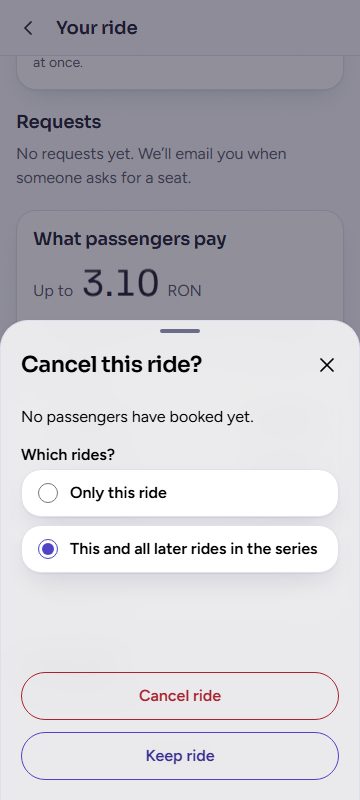 Your ride
at once.
Requests
No requests yet. We’ll email you when
someone asks for a seat.
What passengers pay
Up to 3.10 RON
Cancel this ride?
No passengers have booked yet.
Which rides?
Only this ride
This and all later rides in the series
Cancel ride
Keep ride